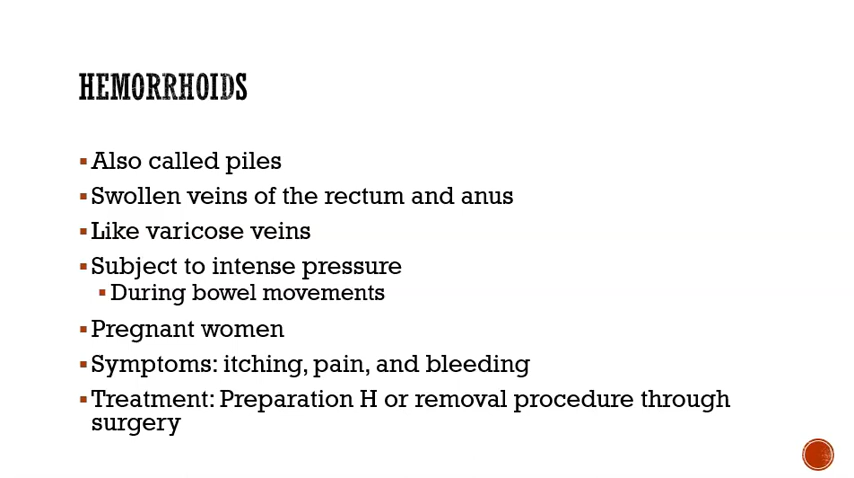 HEMORRHOIDS
▪Also called piles
▪Swollen veins of the rectum and anus
▪Like varicose veins
▪Subject to intense pressure
▪During bowel movements
▪Pregnant women
▪Symptoms: itching, pain, and bleeding
▪Treatment: Preparation H or removal procedure through
surgery